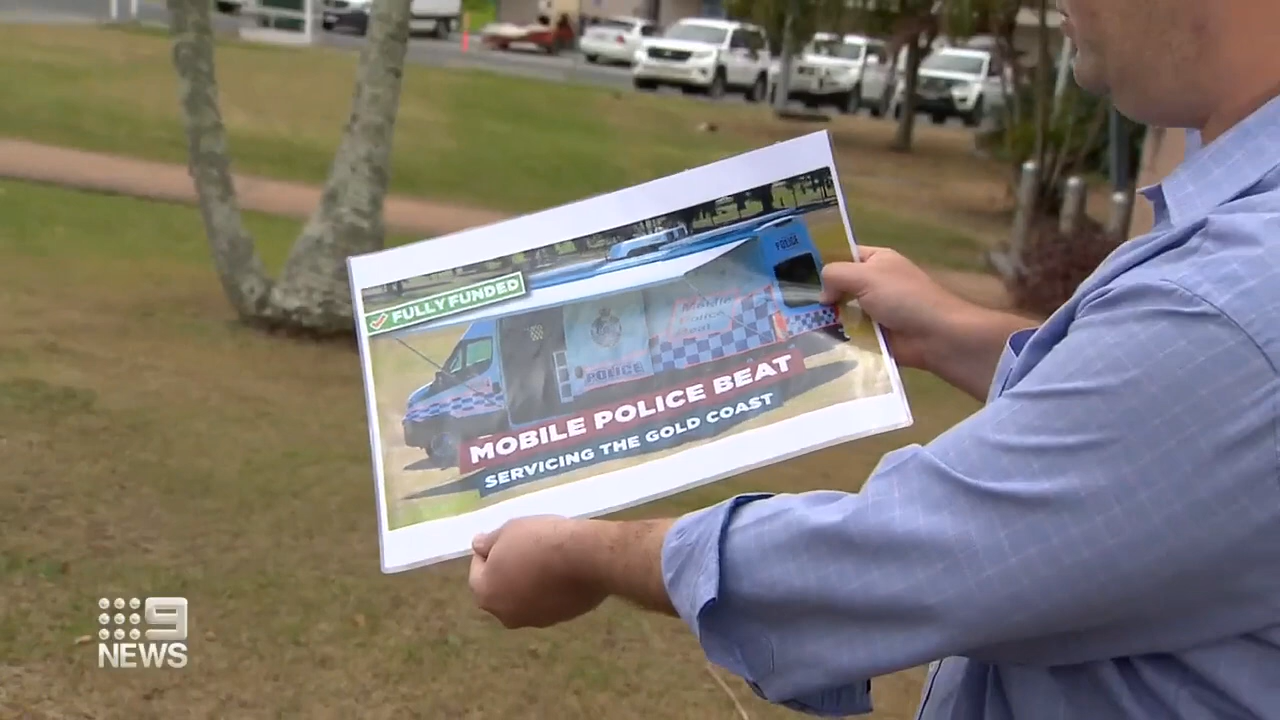 FULLY FUNDED
POLICE
Mobile
Police
Beat
POLICE
MOBILE POLICE BEAT
SERVICING THE GOLD COAST
9
NEWS